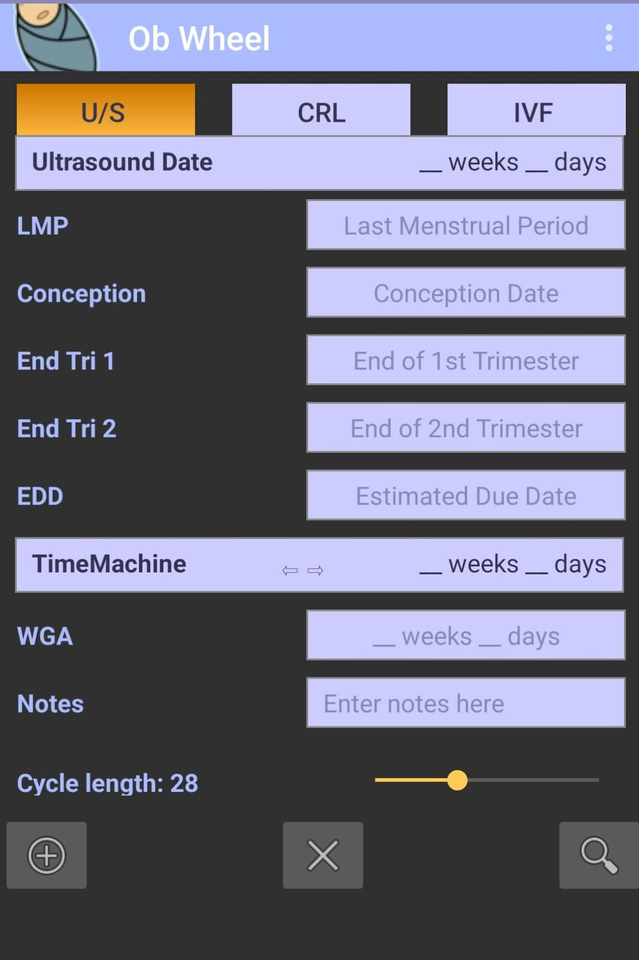 Ob Wheel
U/S CRL IVF
Ultrasound Date __ weeks __ days
LMP Last Menstrual Period
Conception Conception Date
End Tri 1 End of 1st Trimester
End Tri 2 End of 2nd Trimester
EDD Estimated Due Date
TimeMachine ⇦ ⇨ __ weeks __ days
WGA __ weeks __ days
Notes Enter notes here
Cycle length: 28